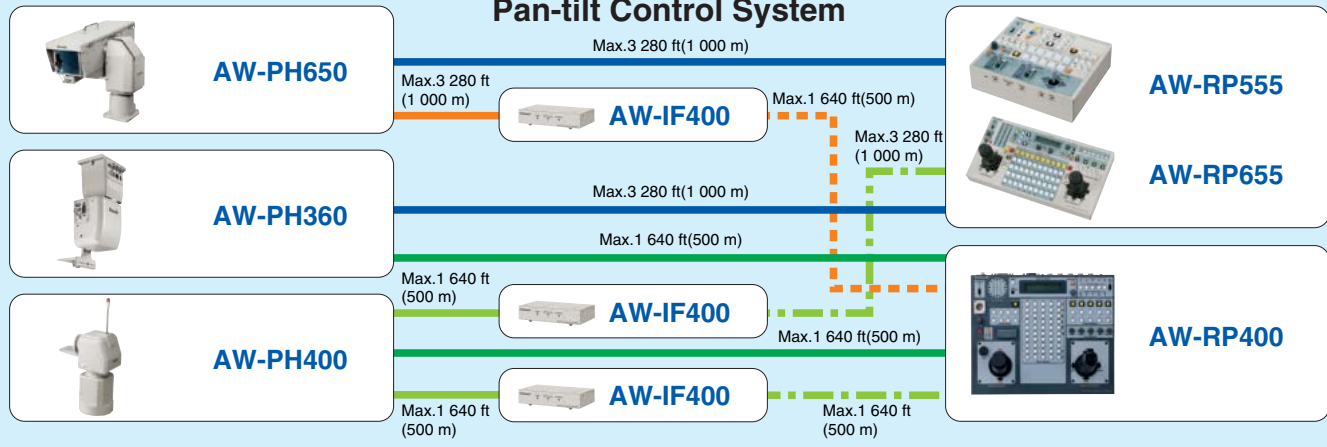 Pan-tilt Control System
AW-PH650
Max.3 280 ft(1 000 m)
Max.3 280 ft
(1 000 m)
AW-IF400
Max.1 640 ft(500 m)
AW-RP555
Max.3 280 ft
(1 000 m)
AW-RP655
AW-PH360
Max.3 280 ft(1 000 m)
Max.1 640 ft(500 m)
Max.1 640 ft
(500 m)
AW-IF400
Max.1 640 ft(500 m)
AW-PH400
AW-RP400
Max.1 640 ft
(500 m)
AW-IF400
Max.1 640 ft
(500 m)